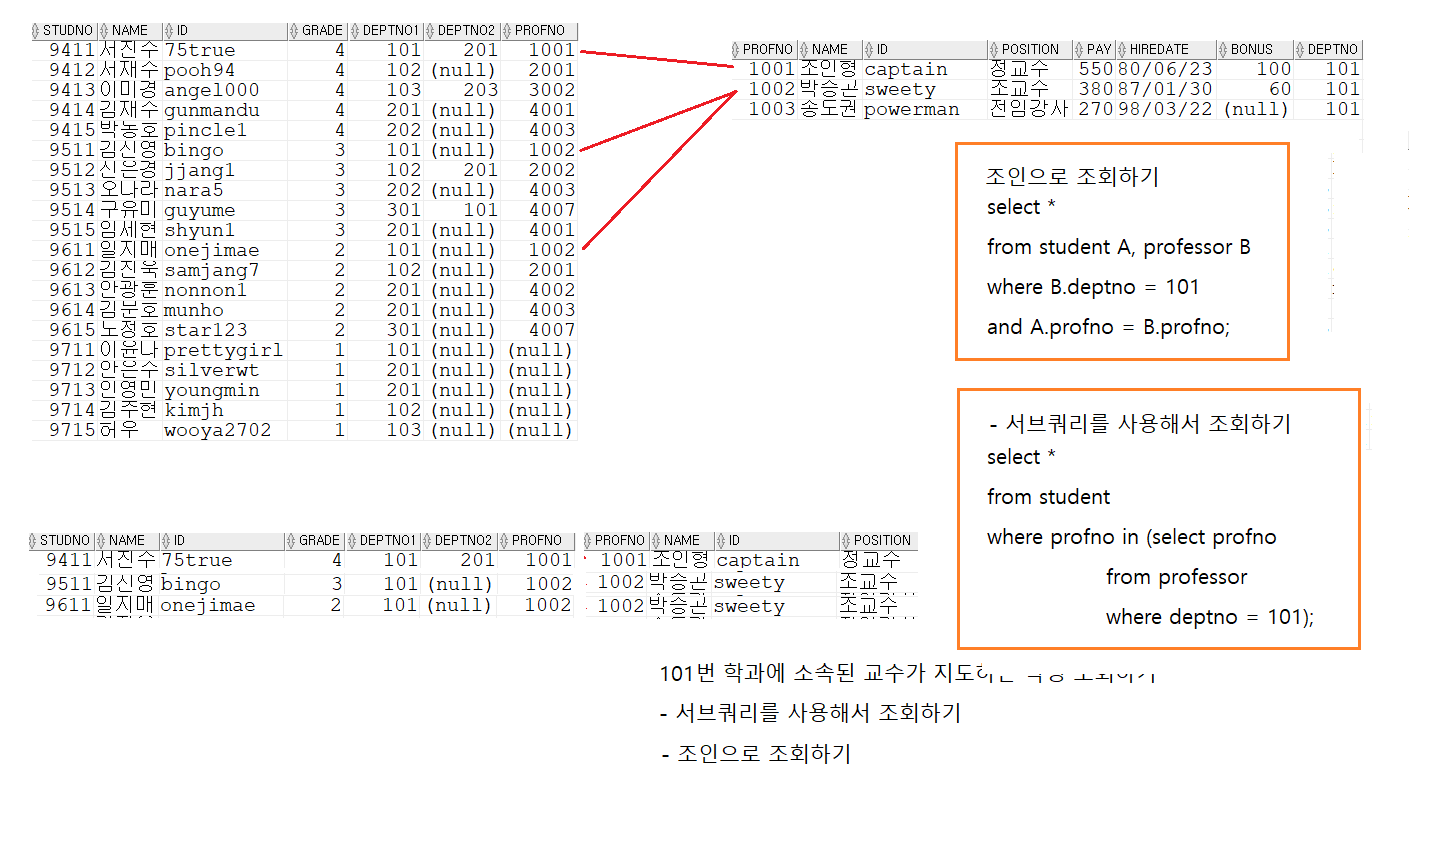 STUDNO NAME ID GRADE DEPTNO1 DEPTNO2 PROFNO
9411 서진수 75true 4 101 201 1001
9412 서재수 pooh94 4 102 (null) 2001
9413 이미경 angel000 4 103 203 3002
9414 김재수 gunmandu 4 201 (null) 4001
9415 박동호 pincle1 4 202 (null) 4003
9511 김신영 bingo 3 101 (null) 1002
9512 신은경 jjang1 3 102 201 2002
9513 오나라 nara5 3 202 (null) 4003
9514 구유미 guyume 3 301 101 4007
9515 임세현 shyun1 3 201 (null) 4001
9611 일지매 onejimae 2 101 (null) 1002
9612 김진욱 samjang7 2 102 (null) 2001
9613 안광훈 nonnon1 2 201 (null) 4002
9614 김문호 munho 2 201 (null) 4003
9615 노정호 star123 2 301 (null) 4007
9711 이윤나 prettygirl 1 101 (null) (null)
9712 안은수 silverwt 1 201 (null) (null)
9713 인영민 youngmin 1 201 (null) (null)
9714 김주현 kimjh 1 102 (null) (null)
9715 허우 wooya2702 1 103 (null) (null)
PROFNO NAME ID POSITION PAY HIREDATE BONUS DEPTNO
1001 조인형 captain 정교수 550 80/06/23 100 101
1002 박승곤 sweety 조교수 380 87/01/30 60 101
1003 송도권 powerman 전임강사 270 98/03/22 (null) 101
조인으로 조회하기
select *
from student A, professor B
where B.deptno = 101
and A.profno = B.profno;
- 서브쿼리를 사용해서 조회하기
select *
from student
where profno in (select profno
from professor
where deptno = 101);
STUDNO NAME ID GRADE DEPTNO1 DEPTNO2 PROFNO
9411 서진수 75true 4 101 201 1001
9511 김신영 bingo 3 101 (null) 1002
9611 일지매 onejimae 2 101 (null) 1002
PROFNO NAME ID POSITION
1001 조인형 captain 정교수
1002 박승곤 sweety 조교수
1002 박승곤 sweety 조교수
101번 학과에 소속된 교수가 지도하는 학생 조회하기
- 서브쿼리를 사용해서 조회하기
- 조인으로 조회하기